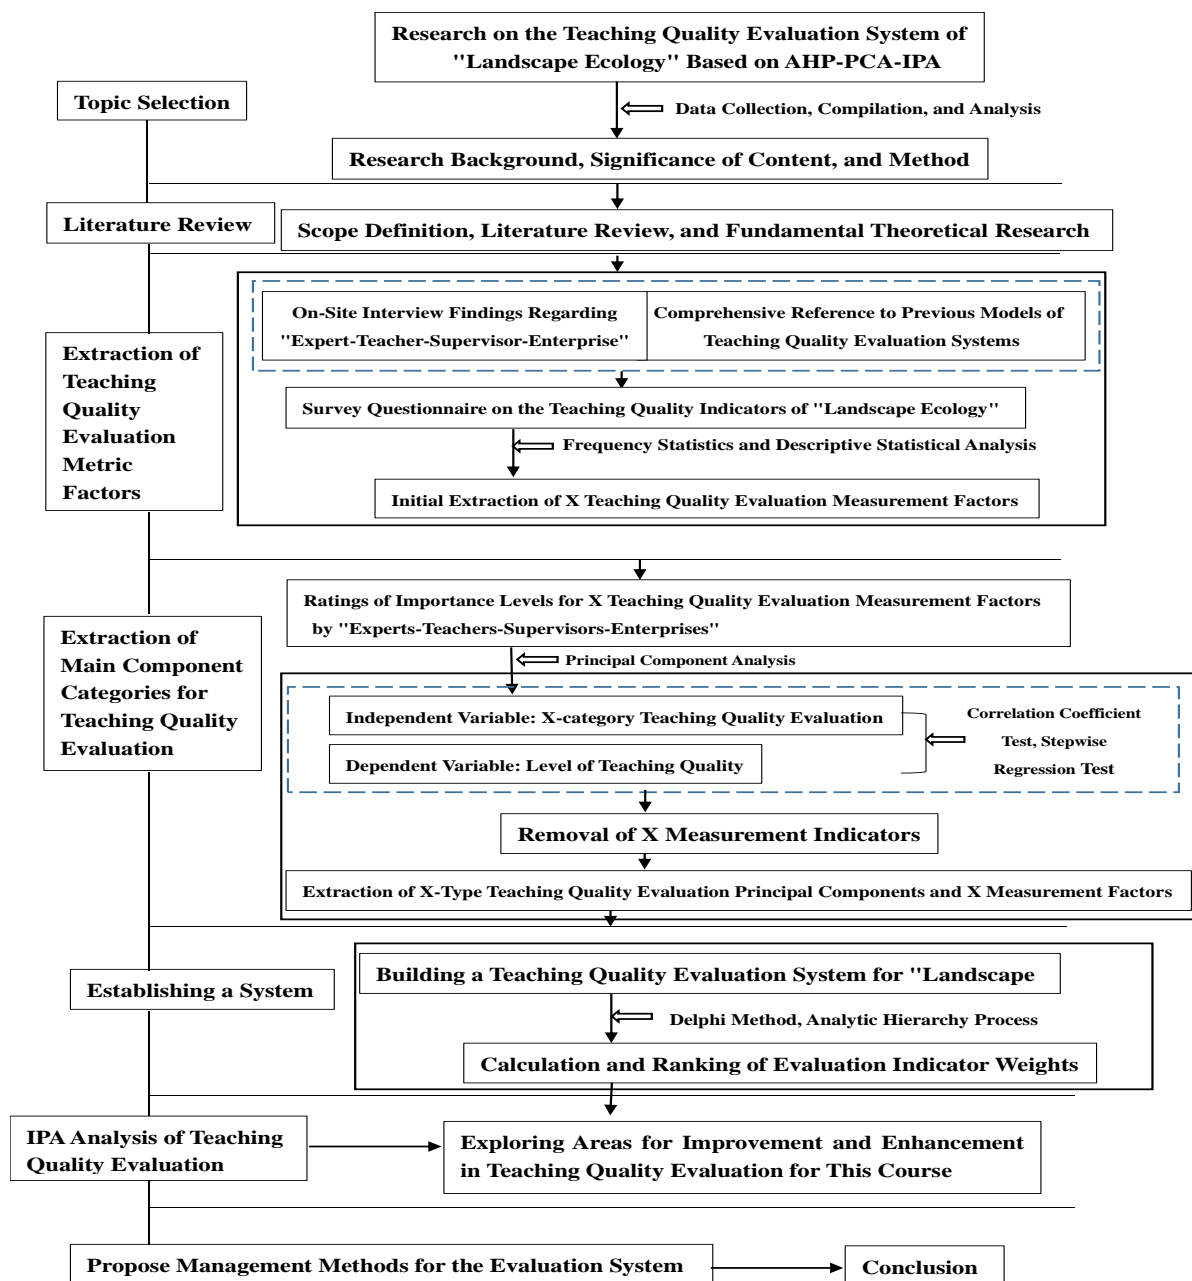 Research on the Teaching Quality Evaluation System of
"Landscape Ecology" Based on AHP-PCA-IPA
Topic Selection
Data Collection, Compilation, and Analysis
Research Background, Significance of Content, and Method
Literature Review
Scope Definition, Literature Review, and Fundamental Theoretical Research
On-Site Interview Findings Regarding
"Expert-Teacher-Supervisor-Enterprise"
Comprehensive Reference to Previous Models of
Teaching Quality Evaluation Systems
Extraction of
Teaching
Quality
Evaluation
Metric
Factors
Survey Questionnaire on the Teaching Quality Indicators of "Landscape Ecology"
Frequency Statistics and Descriptive Statistical Analysis
Initial Extraction of X Teaching Quality Evaluation Measurement Factors
Ratings of Importance Levels for X Teaching Quality Evaluation Measurement Factors
by "Experts-Teachers-Supervisors-Enterprises"
Extraction of
Main Component
Categories for
Teaching Quality
Evaluation
Principal Component Analysis
Independent Variable: X-category Teaching Quality Evaluation
Dependent Variable: Level of Teaching Quality
Correlation Coefficient
Test, Stepwise
Regression Test
Removal of X Measurement Indicators
Extraction of X-Type Teaching Quality Evaluation Principal Components and X Measurement Factors
Establishing a System
Building a Teaching Quality Evaluation System for "Landscape
Delphi Method, Analytic Hierarchy Process
Calculation and Ranking of Evaluation Indicator Weights
IPA Analysis of Teaching
Quality Evaluation
Exploring Areas for Improvement and Enhancement
in Teaching Quality Evaluation for This Course
Propose Management Methods for the Evaluation System
Conclusion